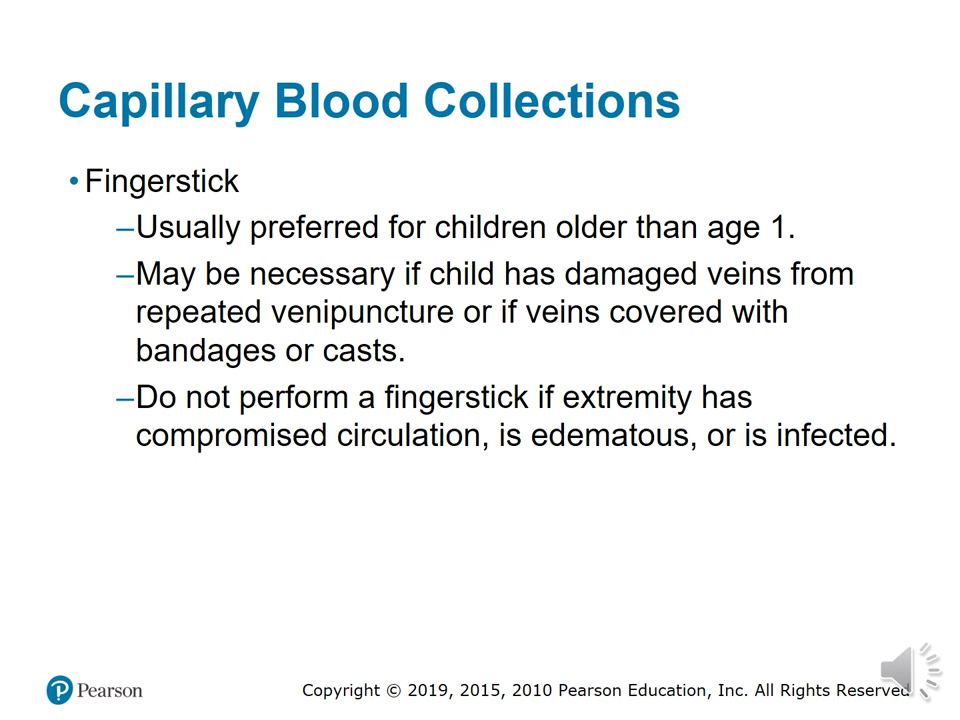 Capillary Blood Collections
• Fingerstick
–Usually preferred for children older than age 1.
–May be necessary if child has damaged veins from
repeated venipuncture or if veins covered with
bandages or casts.
–Do not perform a fingerstick if extremity has
compromised circulation, is edematous, or is infected.
Pearson
Copyright © 2019, 2015, 2010 Pearson Education, Inc. All Rights Reserved